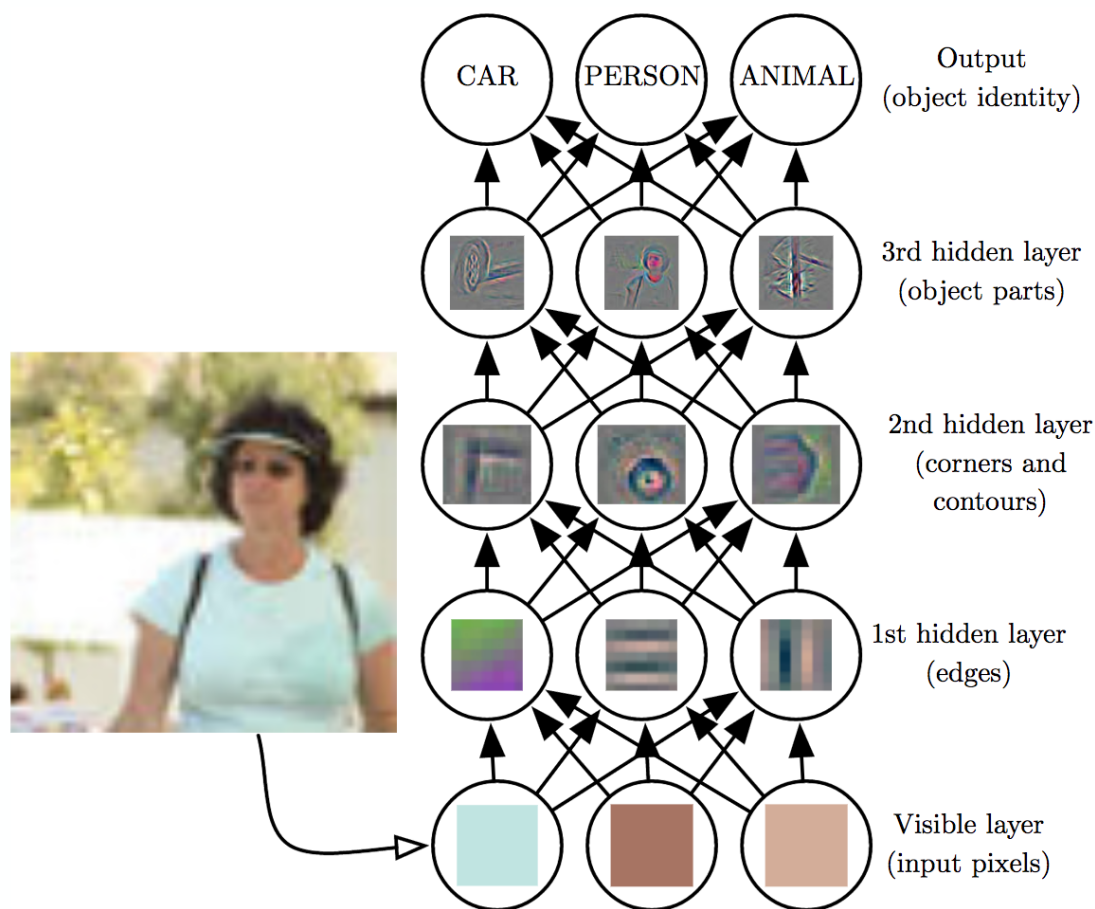 CAR
PERSON
ANIMAL
Output
(object identity)
3rd hidden layer
(object parts)
2nd hidden layer
(corners and
contours)
1st hidden layer
(edges)
Visible layer
(input pixels)